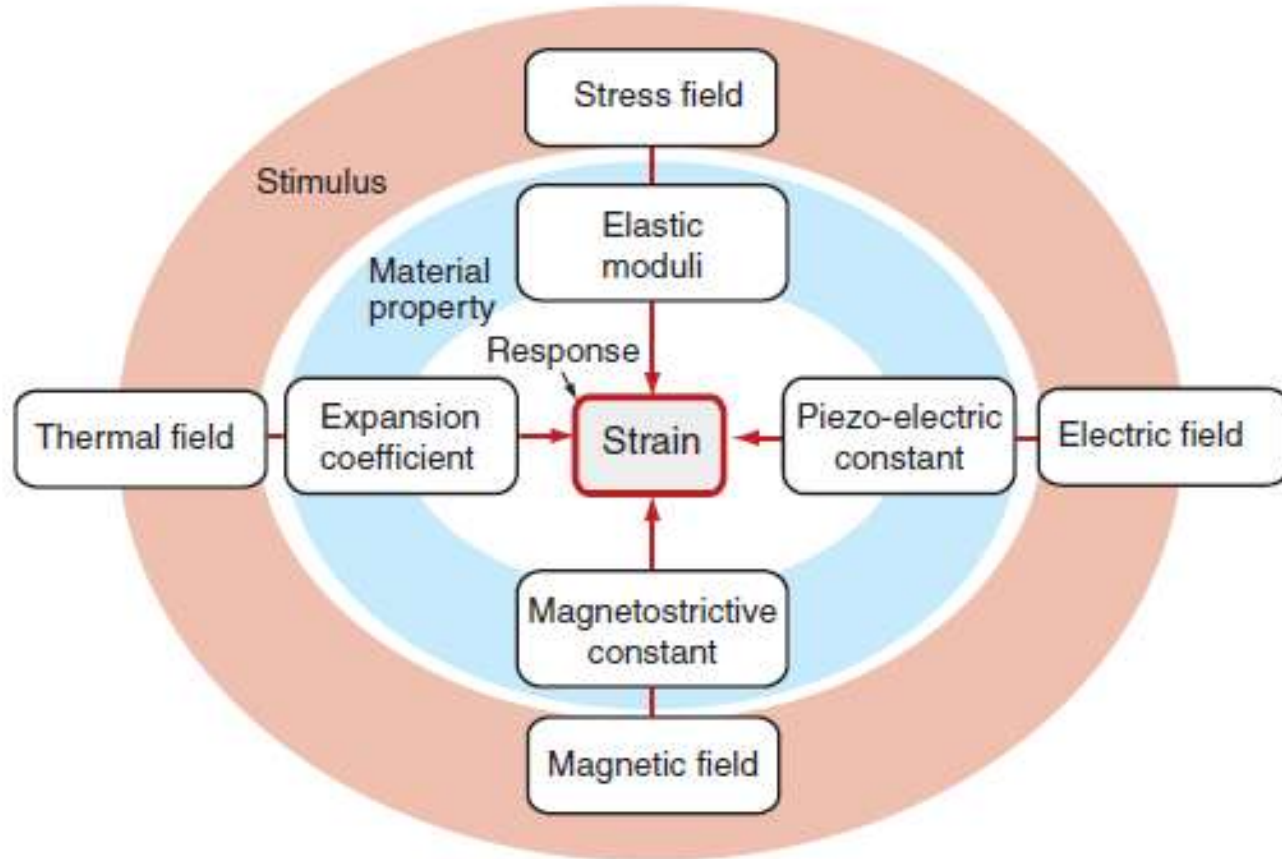 Stress field
Stimulus
Elastic
moduli
Material
property
Response
Thermal field
Expansion
coefficient
Strain
Piezo-electric
constant
Electric field
Magnetostrictive
constant
Magnetic field